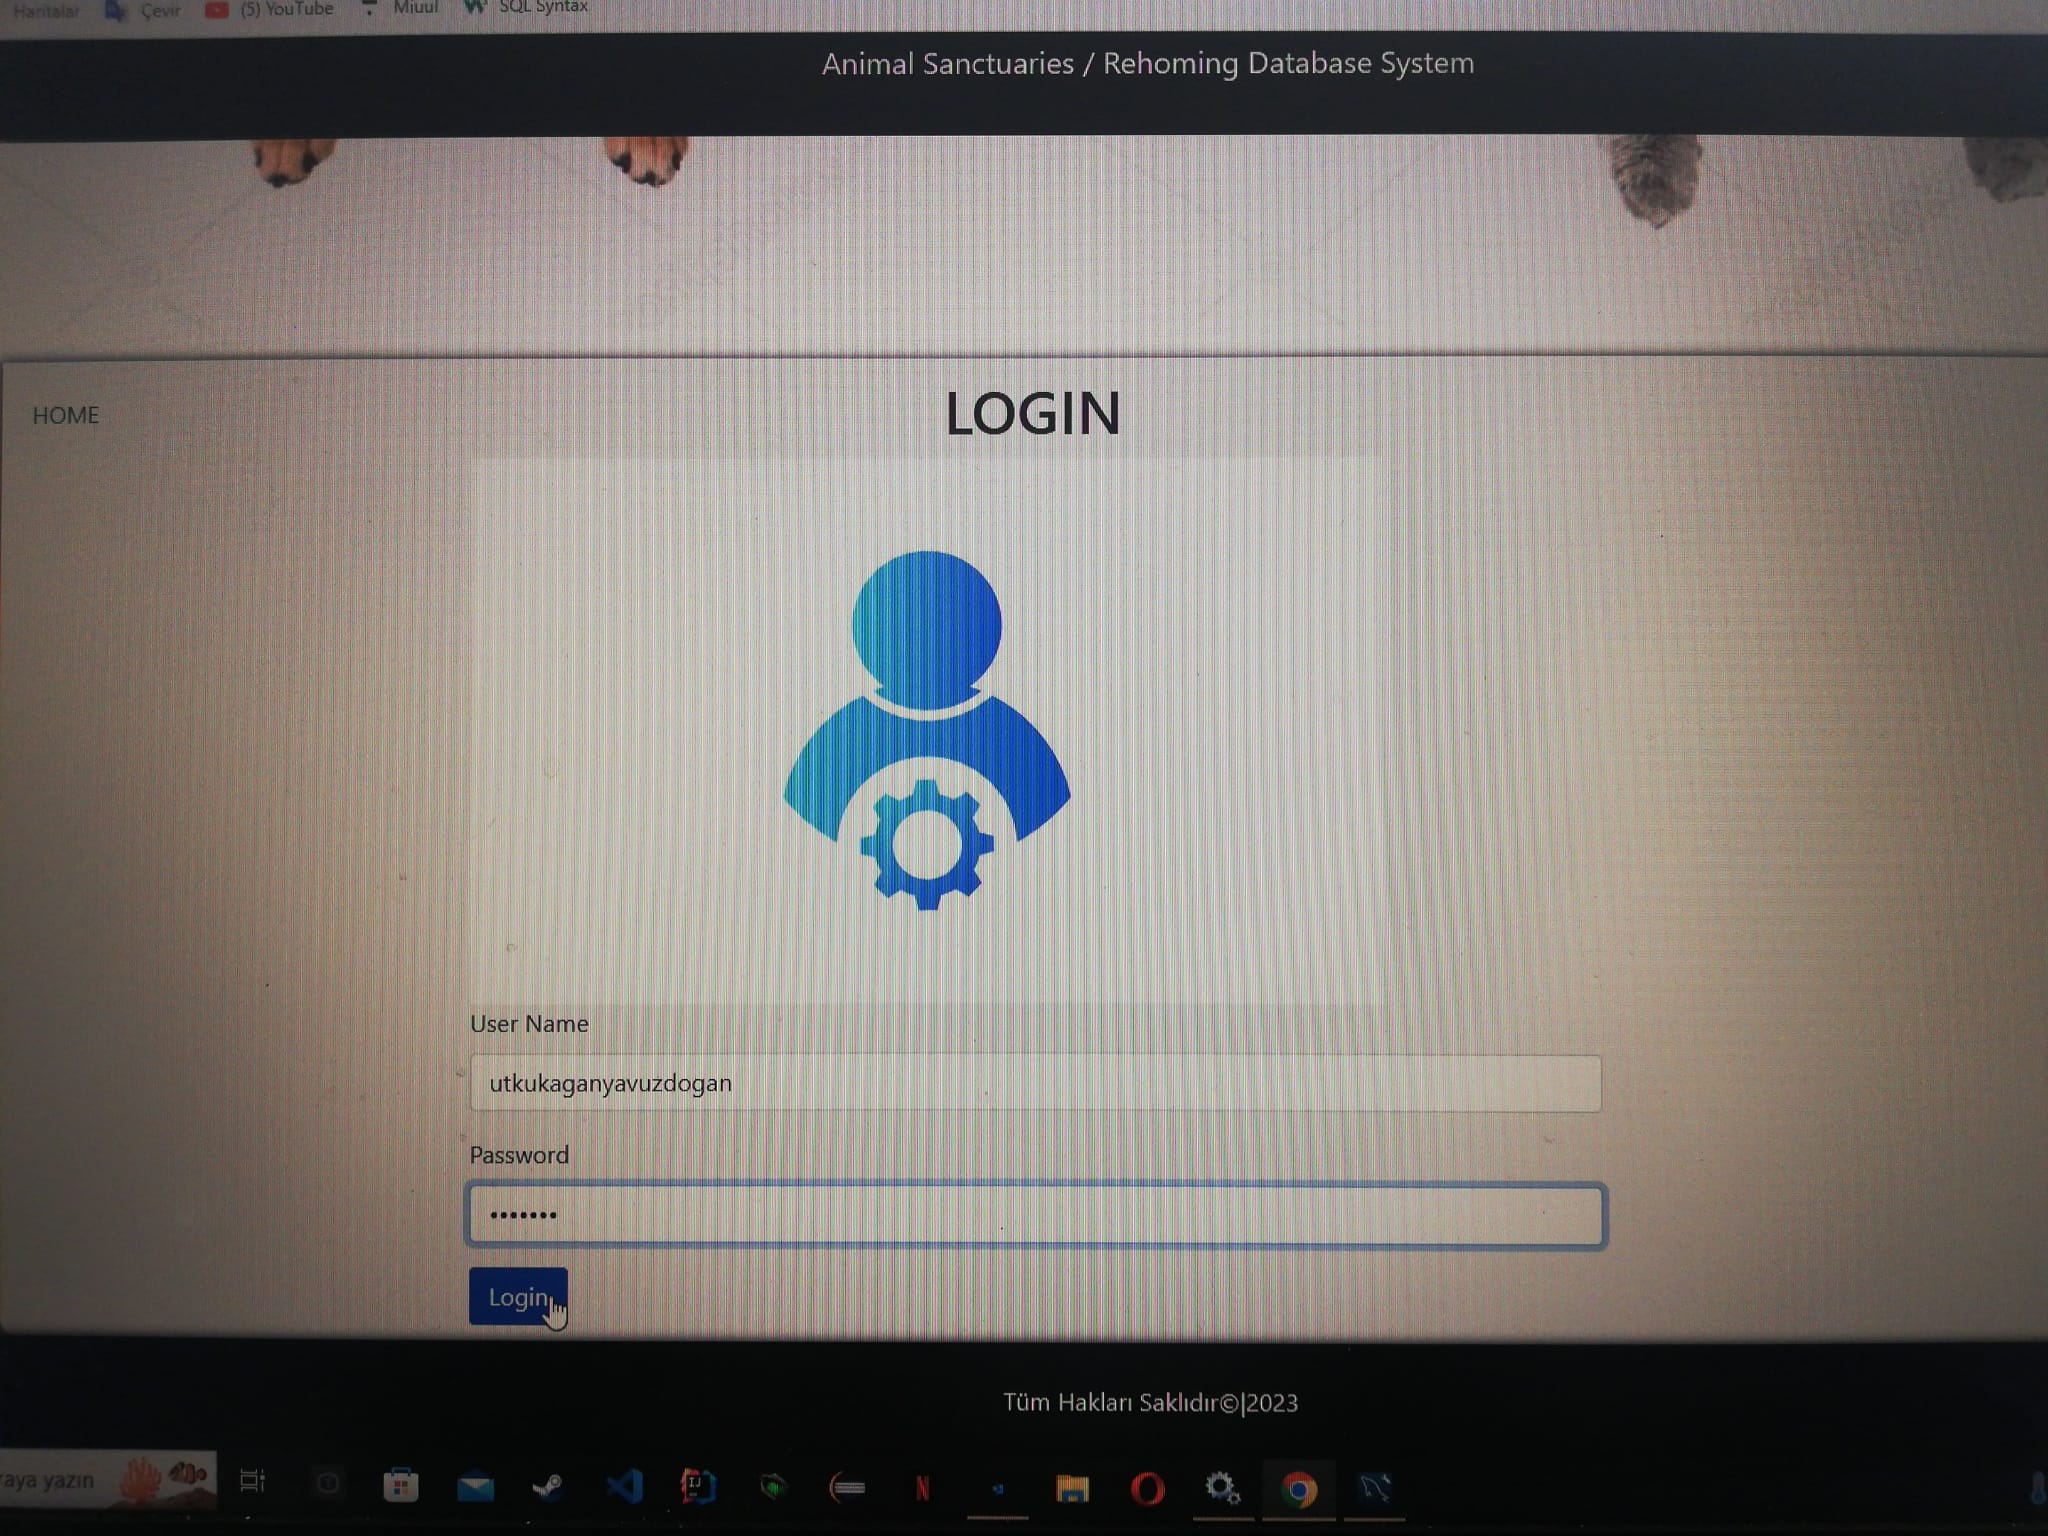 Haritalar Çevir (5) YouTube Miuul SQL Syntax
Animal Sanctuaries / Rehoming Database System
HOME
LOGIN
User Name
utkukaganyavuzdogan
Password
•••••••
Login
Tüm Hakları Saklıdır©|2023
raya yazın